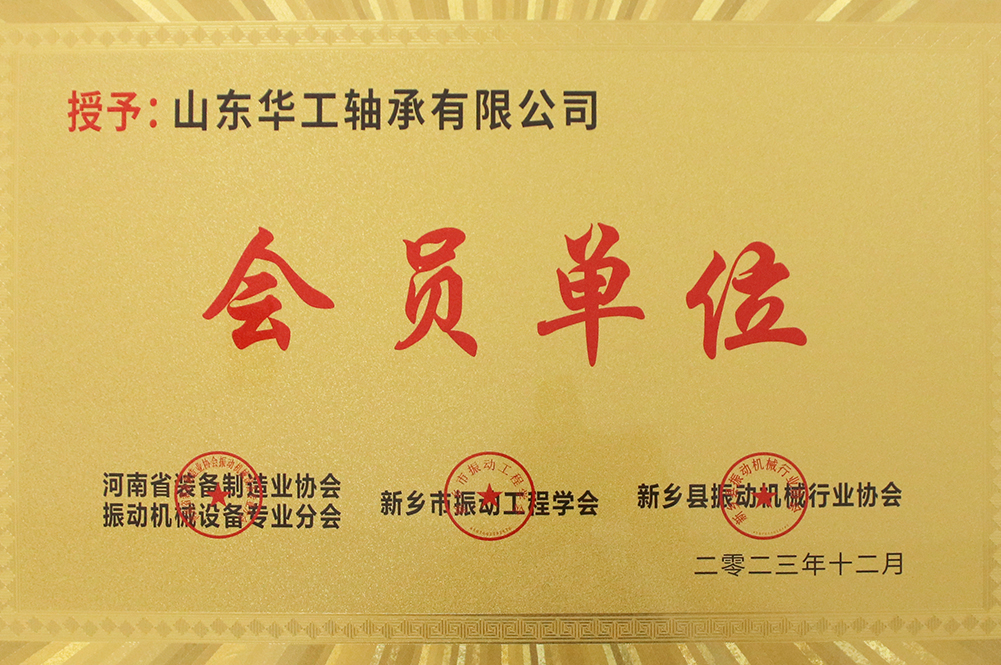 授予：山东华工轴承有限公司
会员单位
河南省装备制造业协会
振动机械设备专业分会
新乡市振动工程学会
新乡县振动机械行业协会
二零二三年十二月